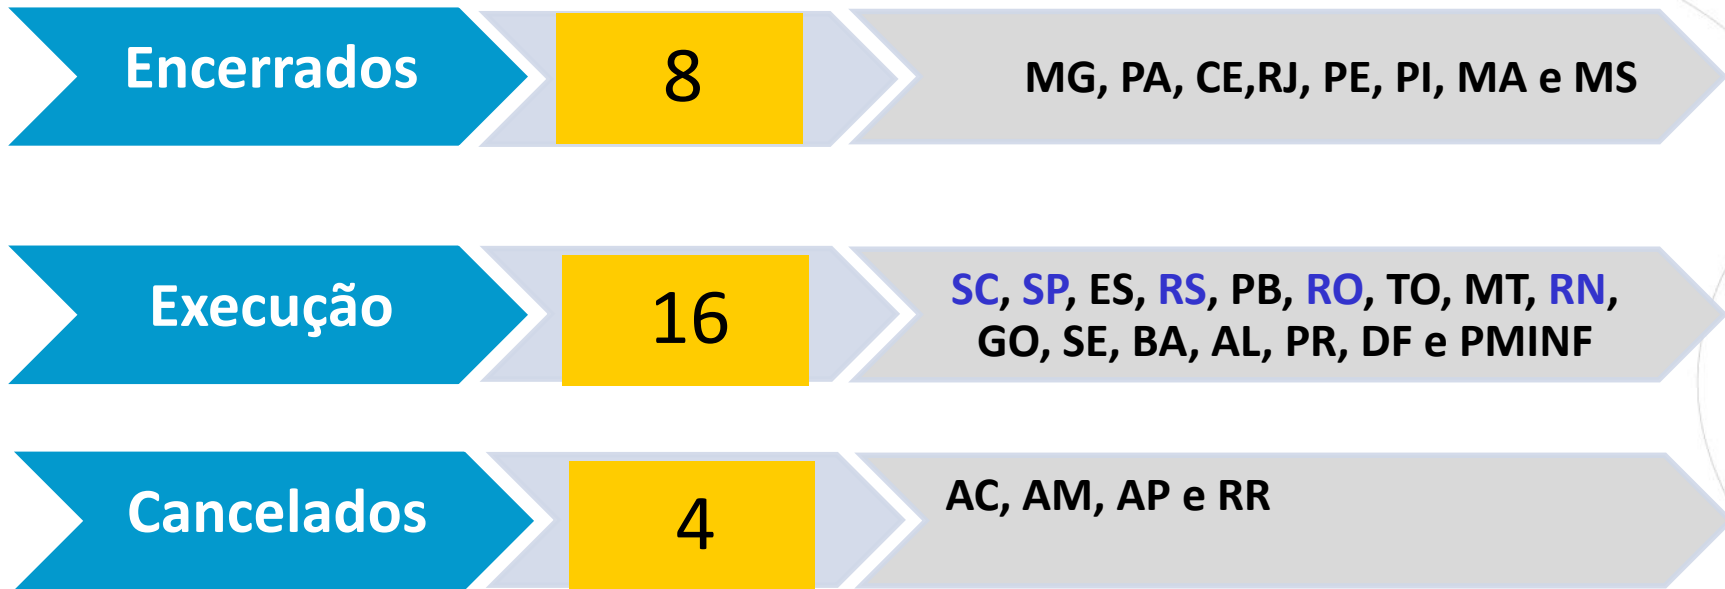 Encerrados
8
MG, PA, CE,RJ, PE, PI, MA e MS
Execução
16
SC, SP, ES, RS, PB, RO, TO, MT, RN,
GO, SE, BA, AL, PR, DF e PMINF
Cancelados
4
AC, AM, AP e RR